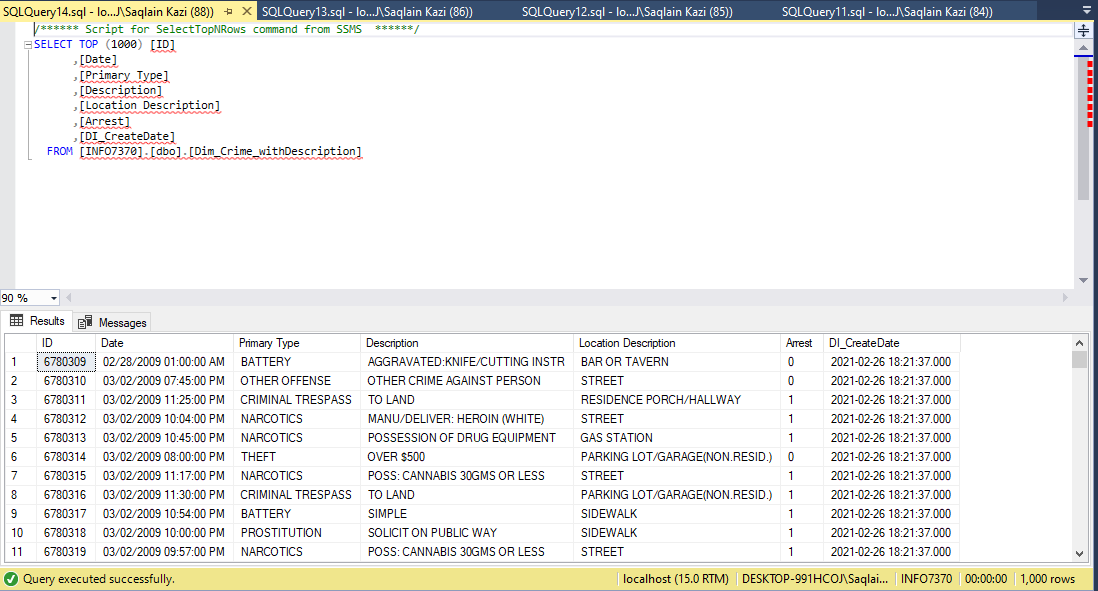 SQLQuery14.sql - lo...J\Saqlain Kazi (88)) SQLQuery13.sql - lo...J\Saqlain Kazi (86)) SQLQuery12.sql - lo...J\Saqlain Kazi (85)) SQLQuery11.sql - lo...J\Saqlain Kazi (84))
/****** Script for SelectTopNRows command from SSMS  ******/
SELECT TOP (1000) [ID]
,[Date]
,[Primary Type]
,[Description]
,[Location Description]
,[Arrest]
,[DI_CreateDate]
FROM [INFO7370].[dbo].[Dim_Crime_withDescription]
90 %
Results Messages
ID Date Primary Type Description Location Description Arrest DI_CreateDate
1 6780309 02/28/2009 01:00:00 AM BATTERY AGGRAVATED:KNIFE/CUTTING INSTR BAR OR TAVERN 0 2021-02-26 18:21:37.000
2 6780310 03/02/2009 07:45:00 PM OTHER OFFENSE OTHER CRIME AGAINST PERSON STREET 0 2021-02-26 18:21:37.000
3 6780311 03/02/2009 11:25:00 PM CRIMINAL TRESPASS TO LAND RESIDENCE PORCH/HALLWAY 1 2021-02-26 18:21:37.000
4 6780312 03/02/2009 10:04:00 PM NARCOTICS MANU/DELIVER: HEROIN (WHITE) STREET 1 2021-02-26 18:21:37.000
5 6780313 03/02/2009 10:45:00 PM NARCOTICS POSSESSION OF DRUG EQUIPMENT GAS STATION 1 2021-02-26 18:21:37.000
6 6780314 03/02/2009 08:00:00 PM THEFT OVER $500 PARKING LOT/GARAGE(NON.RESID.) 0 2021-02-26 18:21:37.000
7 6780315 03/02/2009 11:17:00 PM NARCOTICS POSS: CANNABIS 30GMS OR LESS STREET 1 2021-02-26 18:21:37.000
8 6780316 03/02/2009 11:30:00 PM CRIMINAL TRESPASS TO LAND PARKING LOT/GARAGE(NON.RESID.) 1 2021-02-26 18:21:37.000
9 6780317 03/02/2009 10:54:00 PM BATTERY SIMPLE SIDEWALK 1 2021-02-26 18:21:37.000
10 6780318 03/02/2009 10:00:00 PM PROSTITUTION SOLICIT ON PUBLIC WAY SIDEWALK 1 2021-02-26 18:21:37.000
11 6780319 03/02/2009 09:57:00 PM NARCOTICS POSS: CANNABIS 30GMS OR LESS STREET 1 2021-02-26 18:21:37.000
Query executed successfully. localhost (15.0 RTM) DESKTOP-991HCOJ\Saqlai... INFO7370 00:00:00 1,000 rows